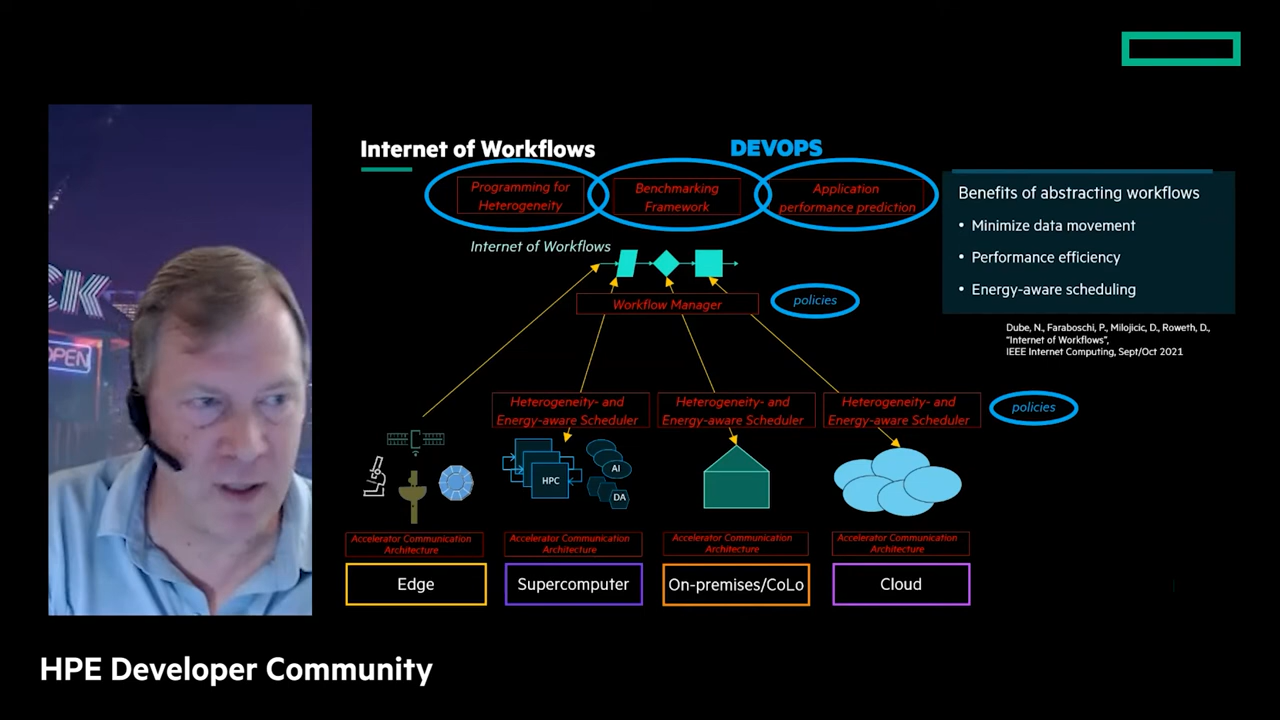 Internet of Workflows
DEVOPS
Programming for
Heterogeneity
Benchmarking
Framework
Application
performance prediction
Benefits of abstracting workflows
• Minimize data movement
• Performance efficiency
• Energy-aware scheduling
Internet of Workflows
Workflow Manager
policies
Dube, N., Faraboschi, P., Milojicic, D., Roweth, D.,
"Internet of Workflows",
IEEE Internet Computing, Sept/Oct 2021
CK
OPEN
Heterogeneity- and
Energy-aware Scheduler
Heterogeneity- and
Energy-aware Scheduler
Heterogeneity- and
Energy-aware Scheduler
policies
HPC
AI
DA
Accelerator Communication
Architecture
Accelerator Communication
Architecture
Accelerator Communication
Architecture
Accelerator Communication
Architecture
Edge
Supercomputer
On-premises/CoLo
Cloud
HPE Developer Community